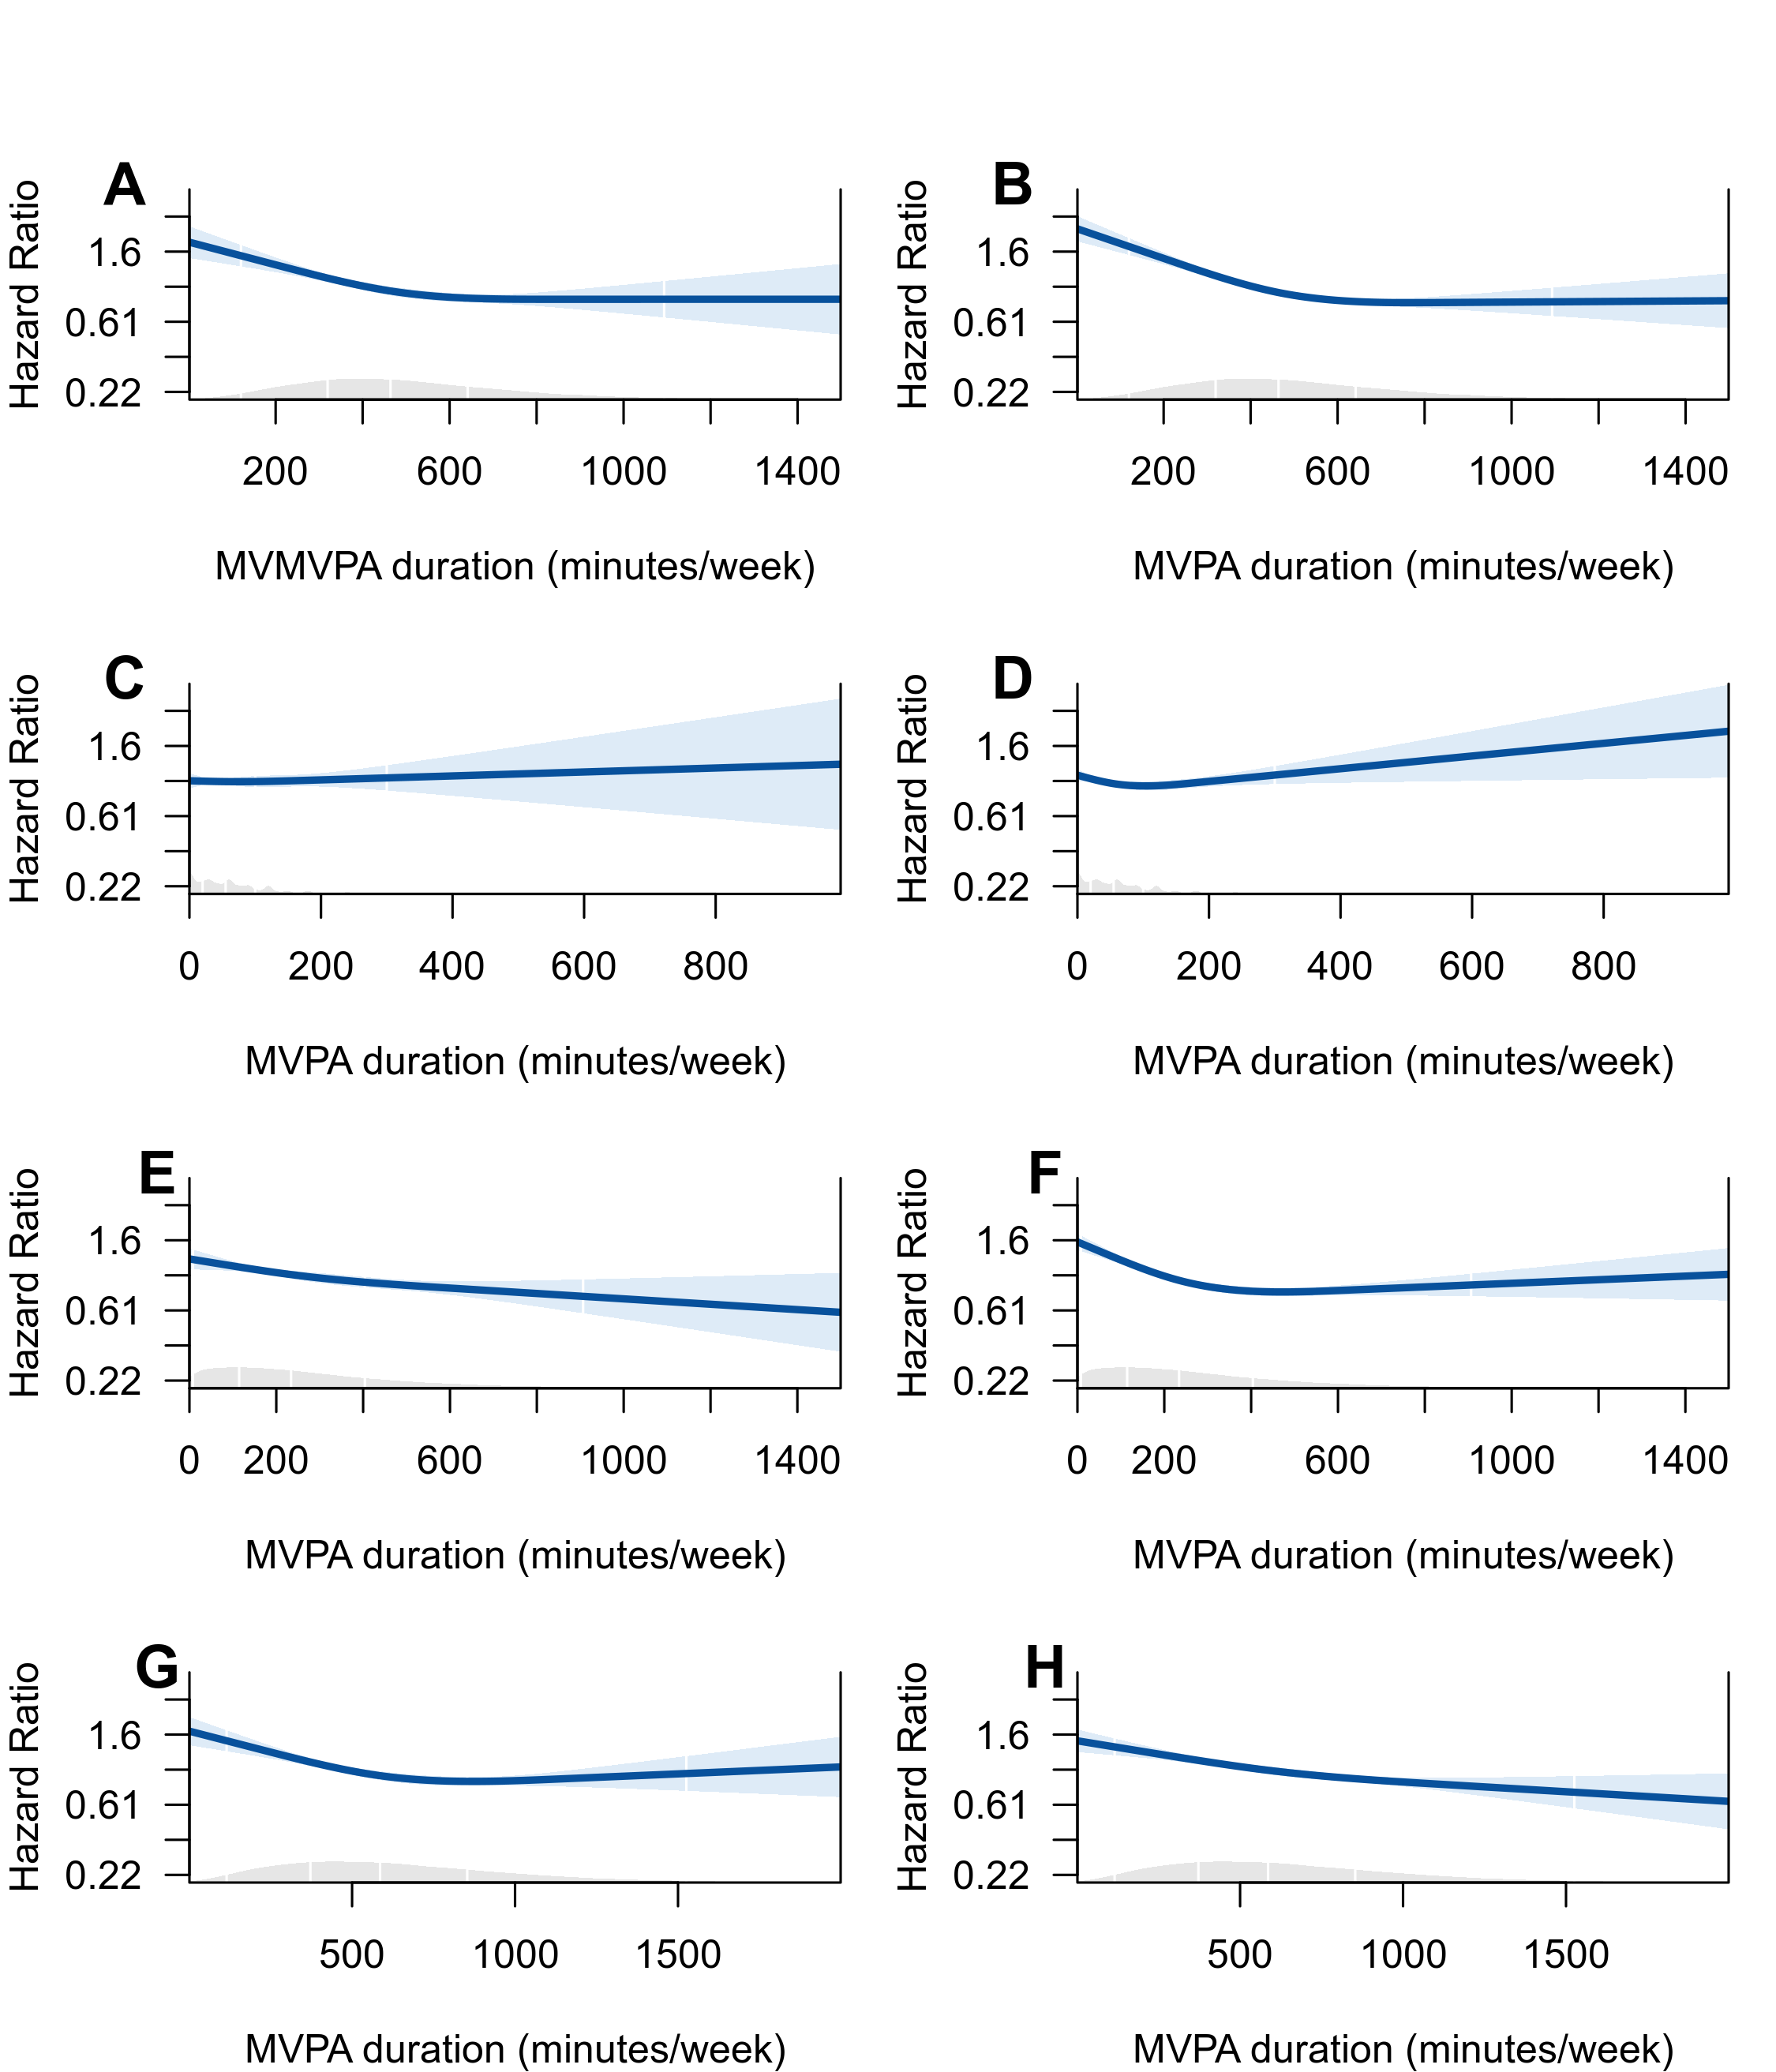 A
Hazard Ratio
1.6
0.61
0.22
200 600 1000 1400
MVMVPA duration (minutes/week)
B
Hazard Ratio
1.6
0.61
0.22
200 600 1000 1400
MVPA duration (minutes/week)
C
Hazard Ratio
1.6
0.61
0.22
0 200 400 600 800
MVPA duration (minutes/week)
D
Hazard Ratio
1.6
0.61
0.22
0 200 400 600 800
MVPA duration (minutes/week)
E
Hazard Ratio
1.6
0.61
0.22
0 200 600 1000 1400
MVPA duration (minutes/week)
F
Hazard Ratio
1.6
0.61
0.22
0 200 600 1000 1400
MVPA duration (minutes/week)
G
Hazard Ratio
1.6
0.61
0.22
500 1000 1500
MVPA duration (minutes/week)
H
Hazard Ratio
1.6
0.61
0.22
500 1000 1500
MVPA duration (minutes/week)